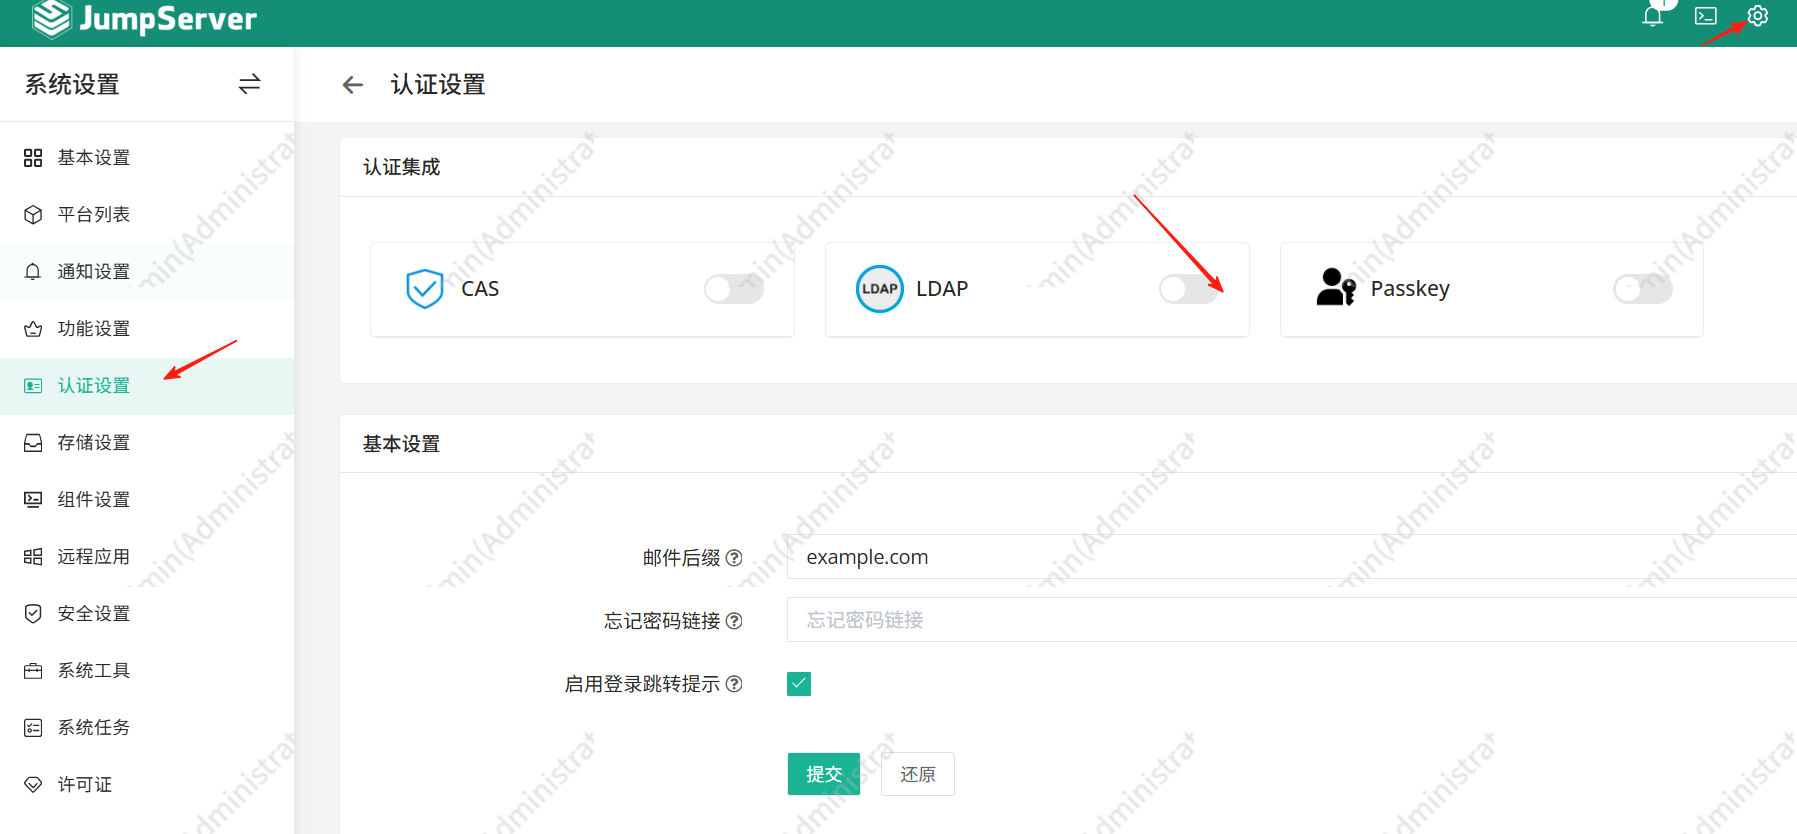 JumpServer
1
系统设置
认证设置
基本设置
平台列表
通知设置
功能设置
认证设置
存储设置
组件设置
远程应用
安全设置
系统工具
系统任务
许可证
认证集成
CAS
LDAP
LDAP
Passkey
基本设置
邮件后缀
example.com
忘记密码链接
忘记密码链接
启用登录跳转提示
提交
还原
min(Administrat